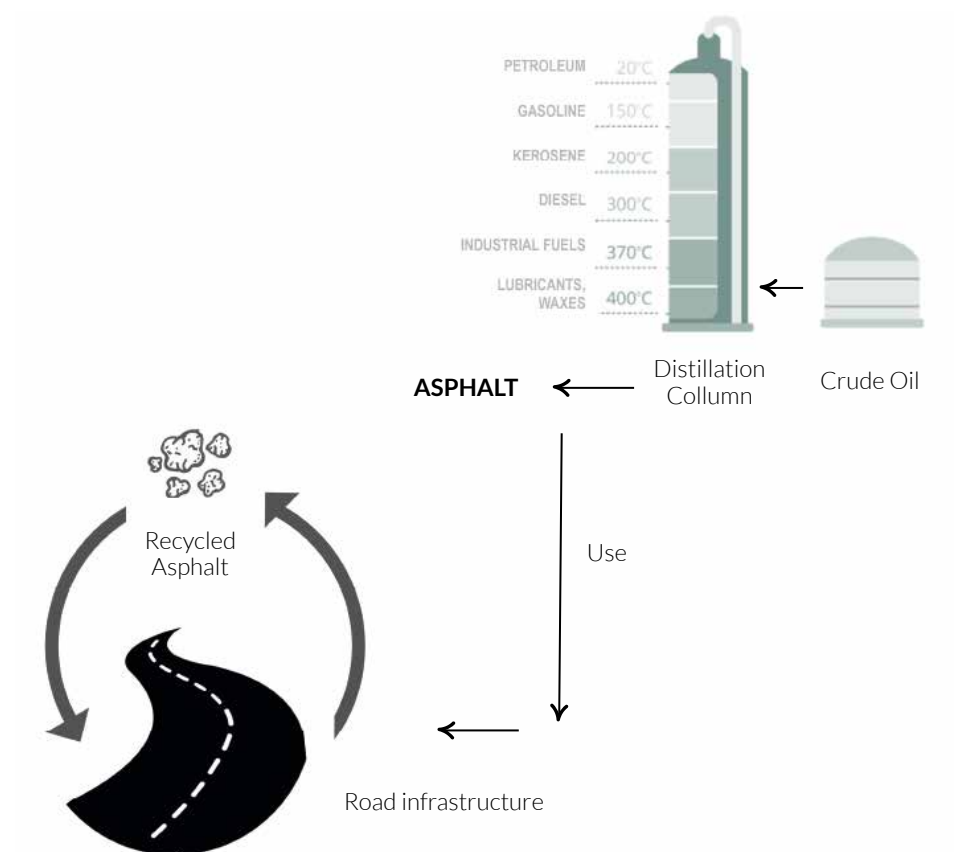 PETROLEUM 20°C
GASOLINE 150°C
KEROSENE 200°C
DIESEL 300°C
INDUSTRIAL FUELS 370°C
LUBRICANTS,
WAXES 400°C
Distillation
Collumn
Crude Oil
ASPHALT
Recycled
Asphalt
Use
Road infrastructure